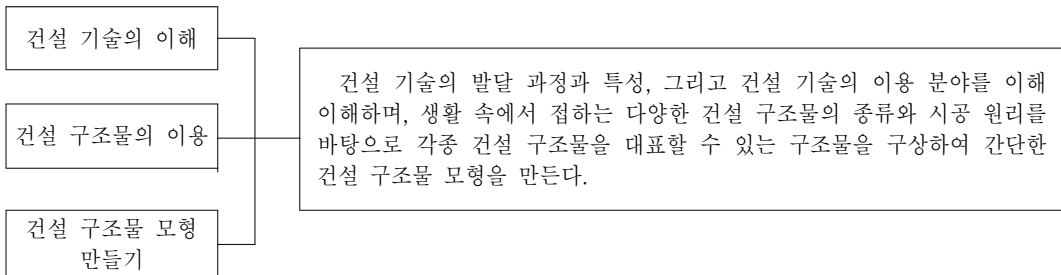 건설 기술의 이해
건설 구조물의 이용
건설 구조물 모형
만들기
건설 기술의 발달 과정과 특성, 그리고 건설 기술의 이용 분야를 이해
이해하며, 생활 속에서 접하는 다양한 건설 구조물의 종류와 시공 원리를
바탕으로 각종 건설 구조물을 대표할 수 있는 구조물을 구상하여 간단한
건설 구조물 모형을 만든다.